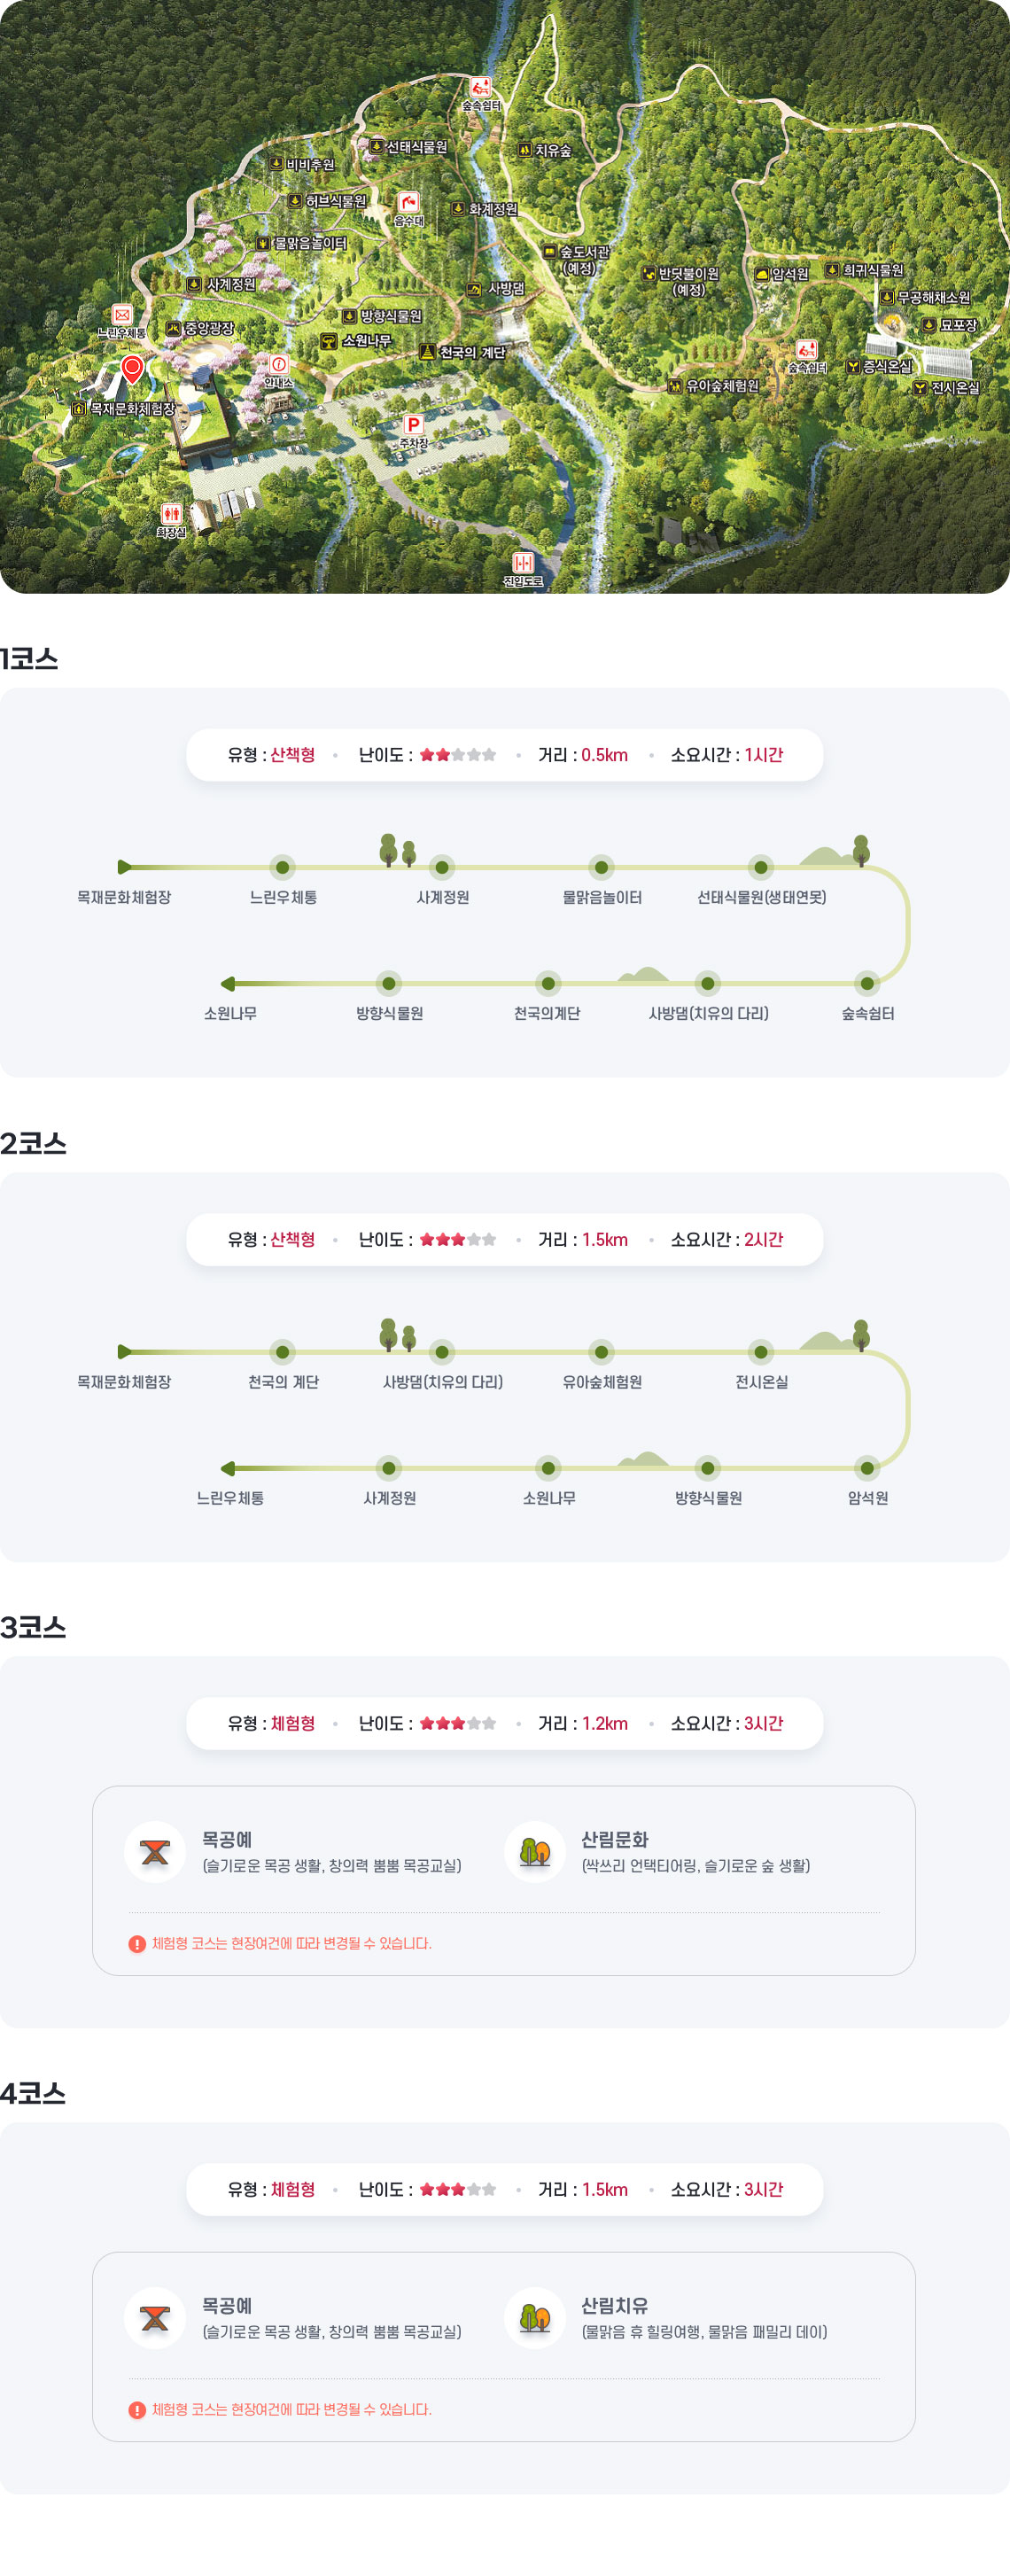 숲속쉼터
선태식물원
치유숲
비비추원
허브식물원
음수대
화계정원
물맑음놀이터
숲도서관
(예정)
반딧불이원
(예정)
암석원
희귀식물원
사계정원
사방댐
무궁해채소원
느린우체통
중앙광장
방향식물원
묘포장
소원나무
천국의 계단
안내소
숲속쉼터
증식온실
유아숲체험원
전시온실
목재문화체험장
P
주차장
화장실
진입도로
1코스
유형 : 산책형 • 난이도 : ★★★★★ • 거리 : 0.5km • 소요시간 : 1시간
목재문화체험장 느린우체통 사계정원 물맑음놀이터 선태식물원(생태연못)
소원나무 방향식물원 천국의계단 사방댐(치유의 다리) 숲속쉼터
2코스
유형 : 산책형 • 난이도 : ★★★★★ • 거리 : 1.5km • 소요시간 : 2시간
목재문화체험장 천국의 계단 사방댐(치유의 다리) 유아숲체험원 전시온실
느린우체통 사계정원 소원나무 방향식물원 암석원
3코스
유형 : 체험형 • 난이도 : ★★★★★ • 거리 : 1.2km • 소요시간 : 3시간
목공예 산림문화
(슬기로운 목공 생활, 창의력 뿜뿜 목공교실) (싹쓰리 언택티어링, 슬기로운 숲 생활)
체험형 코스는 현장여건에 따라 변경될 수 있습니다.
4코스
유형 : 체험형 • 난이도 : ★★★★★ • 거리 : 1.5km • 소요시간 : 3시간
목공예 산림치유
(슬기로운 목공 생활, 창의력 뿜뿜 목공교실) (물맑음 휴 힐링여행, 물맑음 패밀리 데이)
체험형 코스는 현장여건에 따라 변경될 수 있습니다.